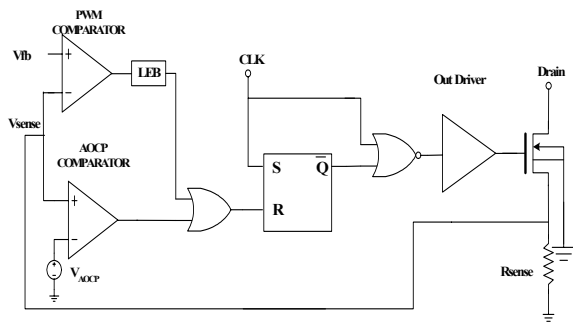 PWM
COMPARATOR
Vfb
+
−
LEB
CLK
Out Driver
Drain
Vsense
AOCP
COMPARATOR
+
−
S
Q̅
R
+
-
V_AOCP
Rsense